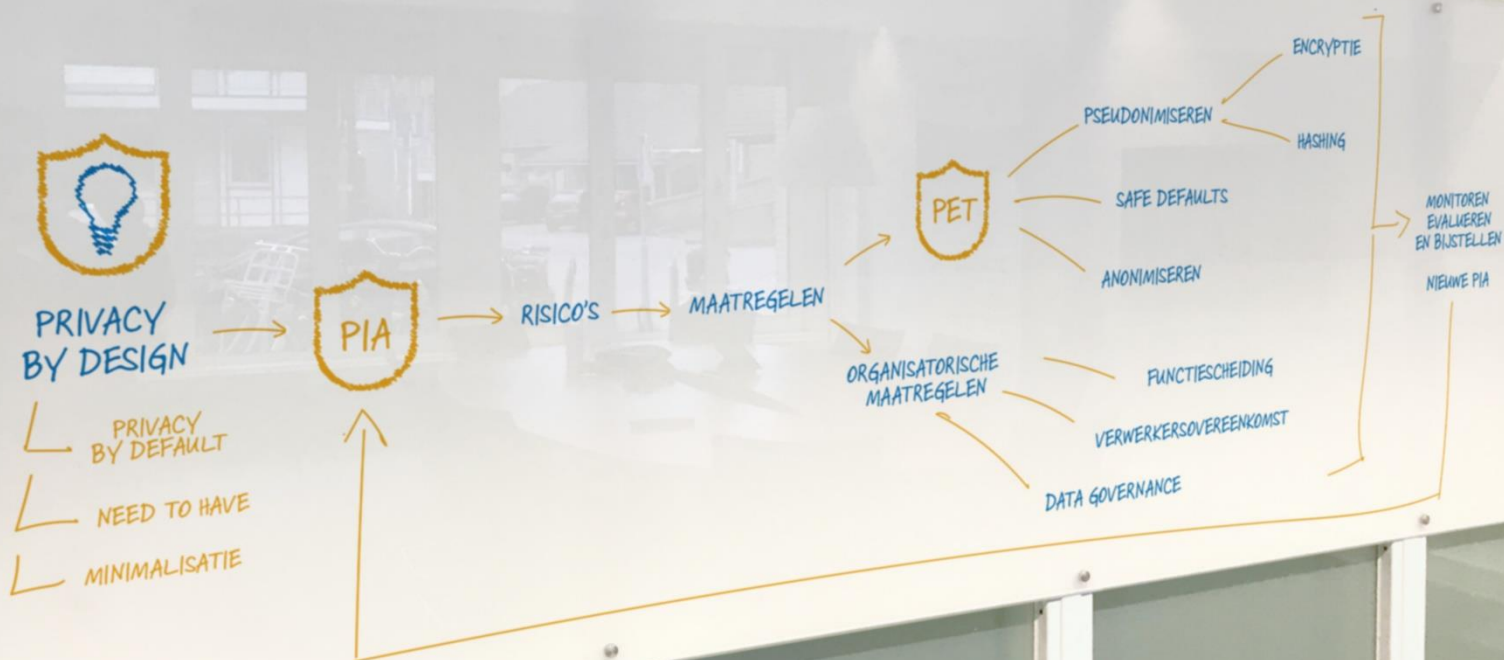 PRIVACY
BY DESIGN
PRIVACY
BY DEFAULT
NEED TO HAVE
MINIMALISATIE
PIA
RISICO'S
MAATREGELEN
PET
PSEUDONIMISEREN
ENCRYPTIE
HASHING
SAFE DEFAULTS
ANONIMISEREN
ORGANISATORISCHE
MAATREGELEN
FUNCTIESCHEIDING
VERWERKERSOVEREENKOMST
DATA GOVERNANCE
MONITOREN
EVALUEREN
EN BIJSTELLEN
NIEUWE PIA